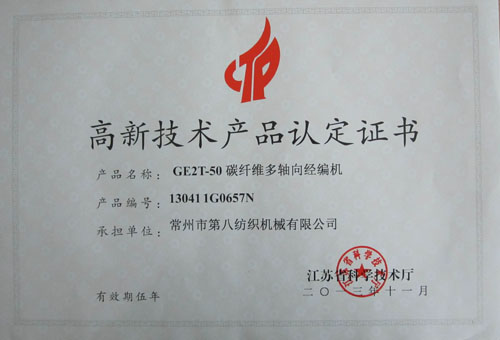 CTP
高新技术产品认定证书
产品名称： GE2T-50 碳纤维多轴向经编机
产品编号： 130411G0657N
承担单位： 常州市第八纺织机械有限公司
江苏省科学技术厅
二〇一三年十一月
有效期伍年